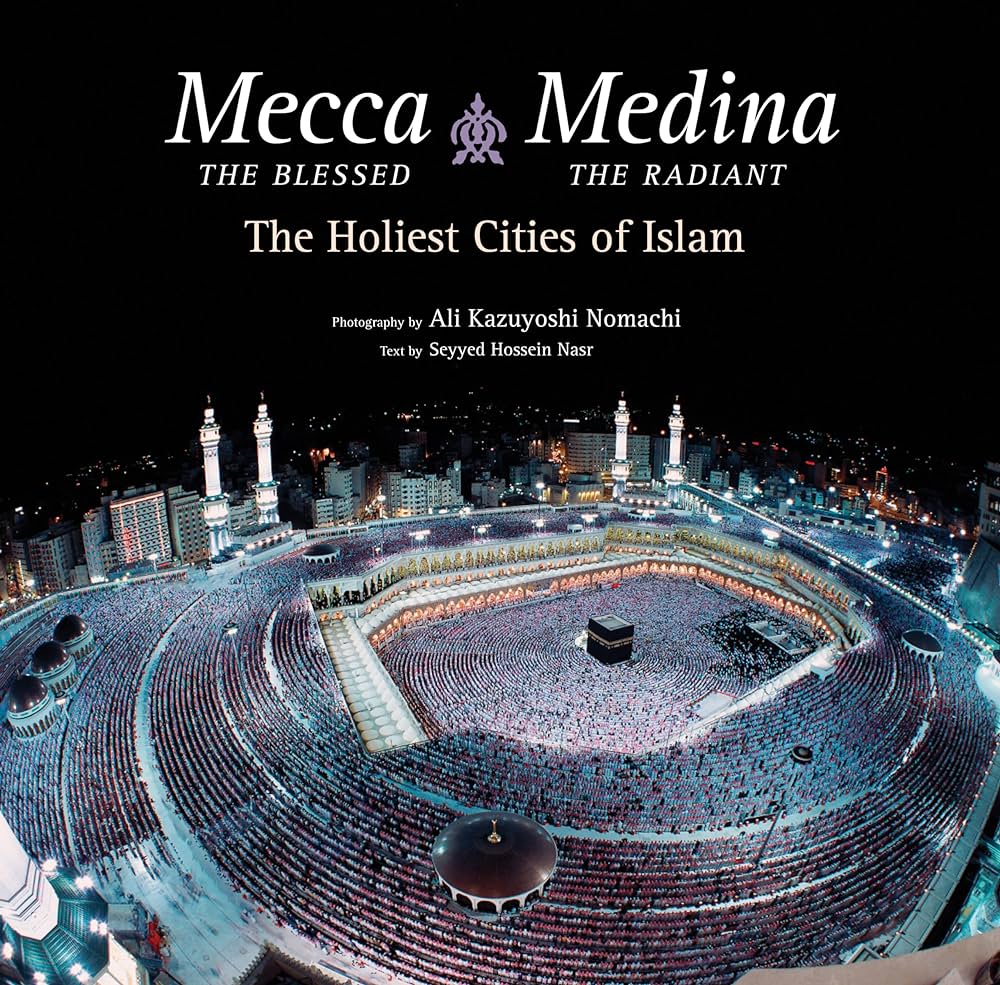 Mecca Medina
THE BLESSED THE RADIANT
The Holiest Cities of Islam
Photography by Ali Kazuyoshi Nomachi
Text by Seyyed Hossein Nasr